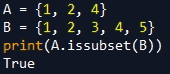 A = {1, 2, 4}
B = {1, 2, 3, 4, 5}
print(A.issubset(B))
True